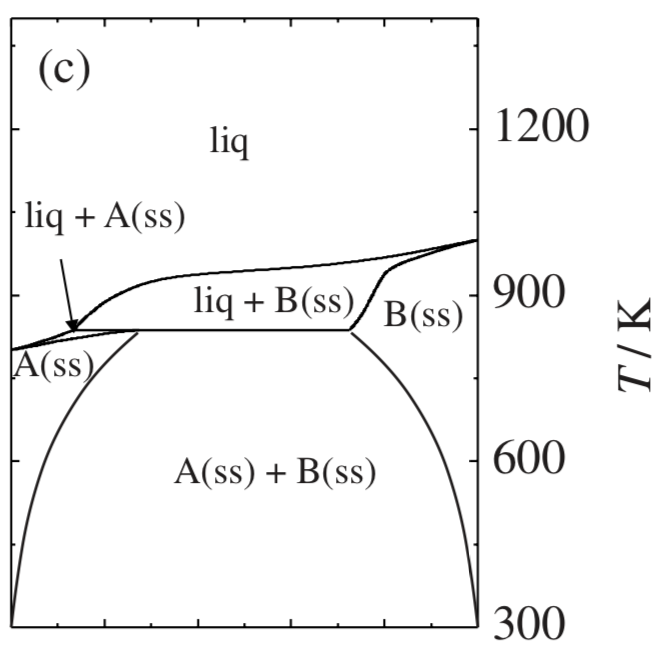 (c)
1200
liq
liq + A(ss)
900
liq + B(ss)
B(ss)
A(ss)
T / K
600
A(ss) + B(ss)
300